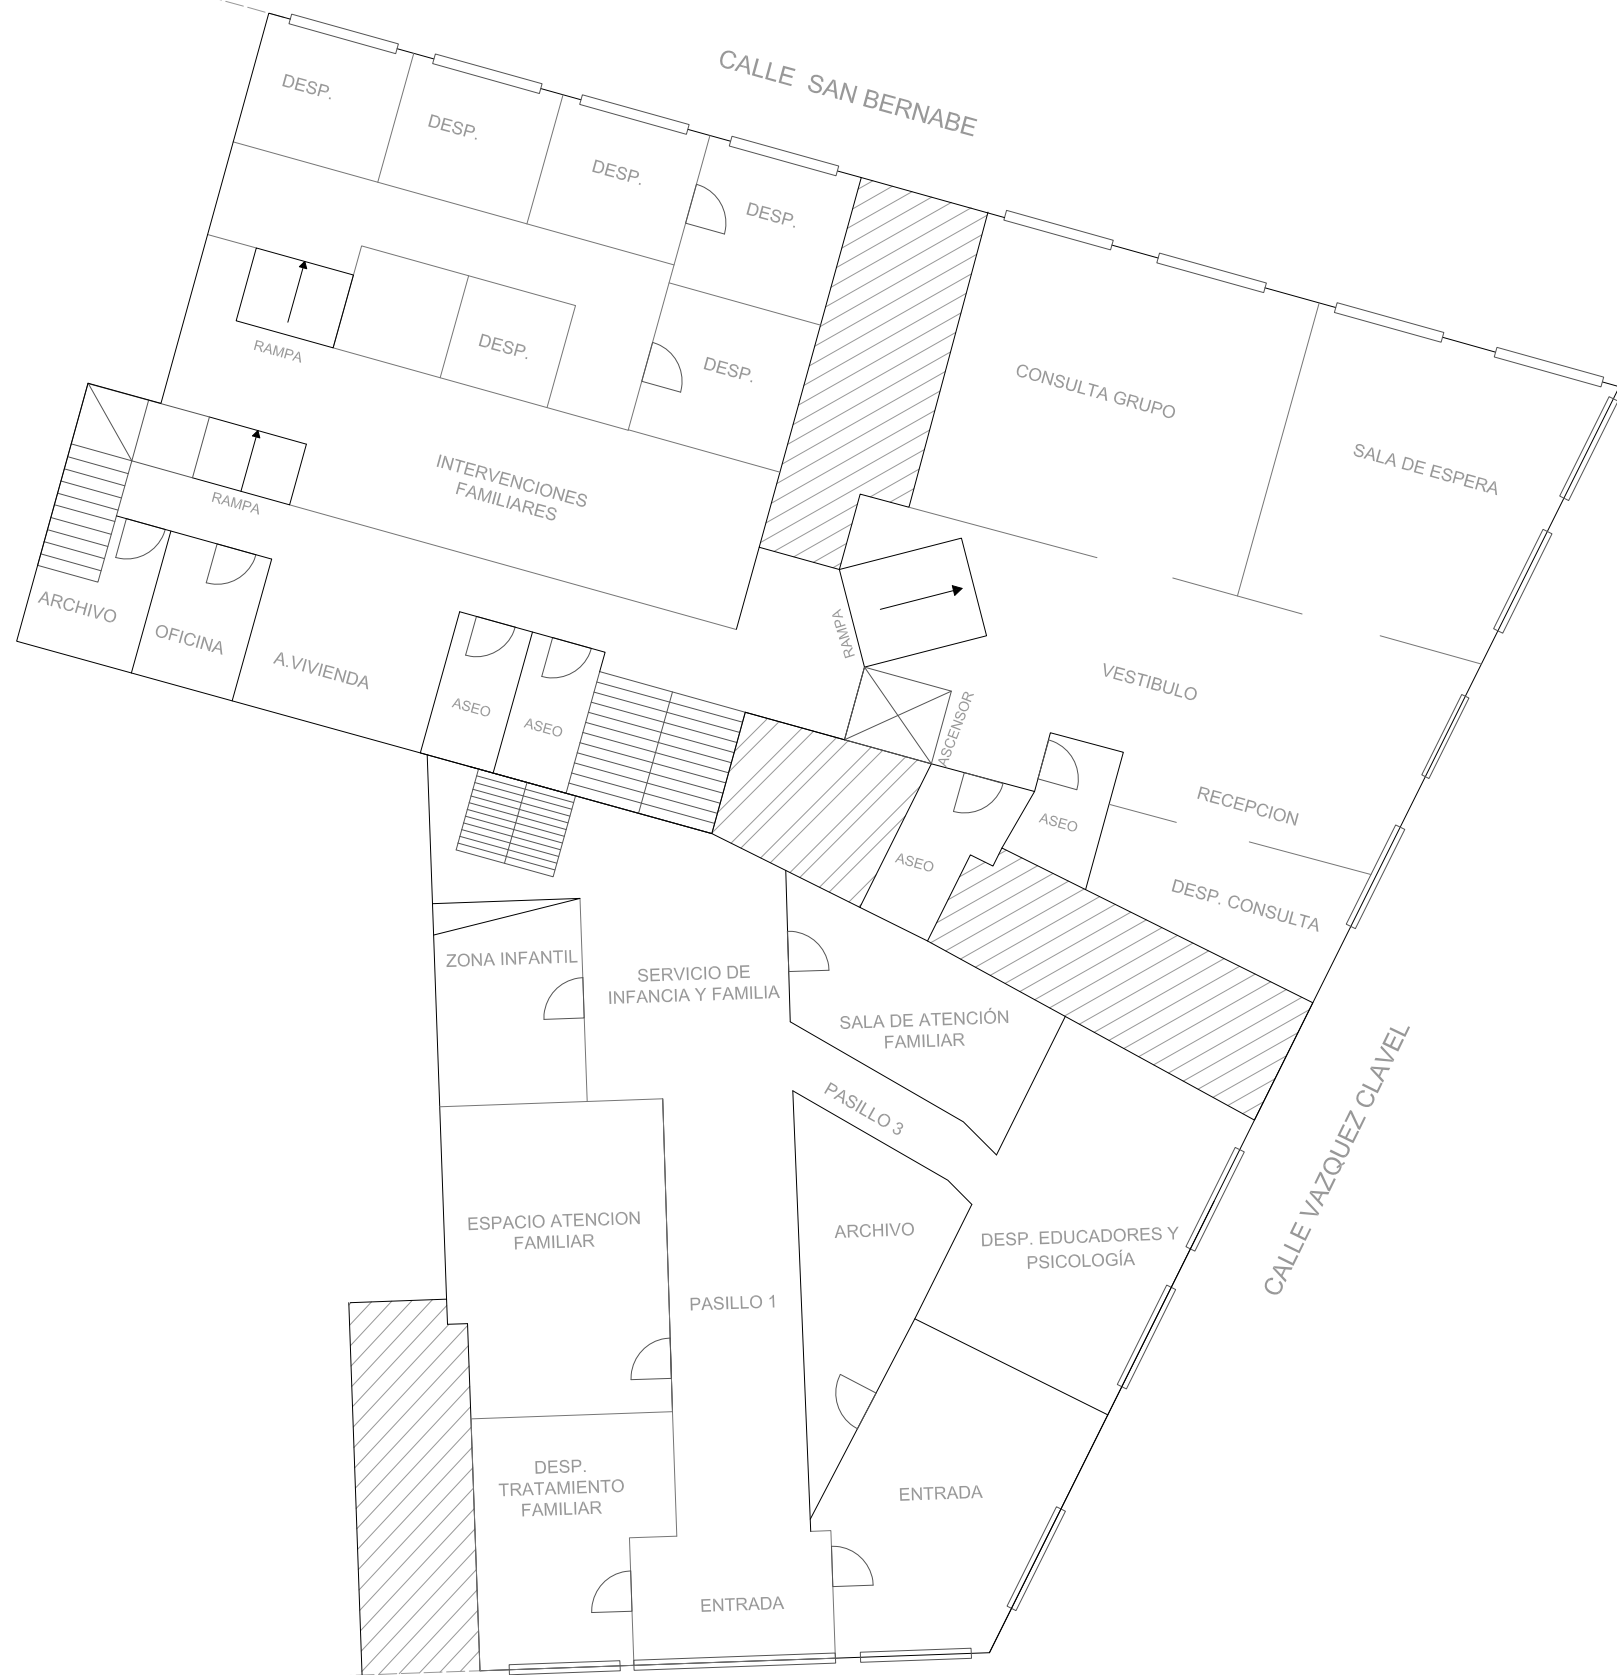 CALLE SAN BERNABE
DESP.
DESP.
DESP.
DESP.
DESP.
DESP.
RAMPA
CONSULTA GRUPO
SALA DE ESPERA
INTERVENCIONES
FAMILIARES
RAMPA
ARCHIVO
OFICINA
A.VIVIENDA
ASEO
ASEO
RAMPA
ASCENSOR
VESTIBULO
RECEPCION
ASEO
ASEO
DESP. CONSULTA
ZONA INFANTIL
SERVICIO DE
INFANCIA Y FAMILIA
SALA DE ATENCIÓN
FAMILIAR
PASILLO 3
CALLE VAZQUEZ CLAVEL
ESPACIO ATENCION
FAMILIAR
ARCHIVO
DESP. EDUCADORES Y
PSICOLOGÍA
PASILLO 1
DESP.
TRATAMIENTO
FAMILIAR
ENTRADA
ENTRADA